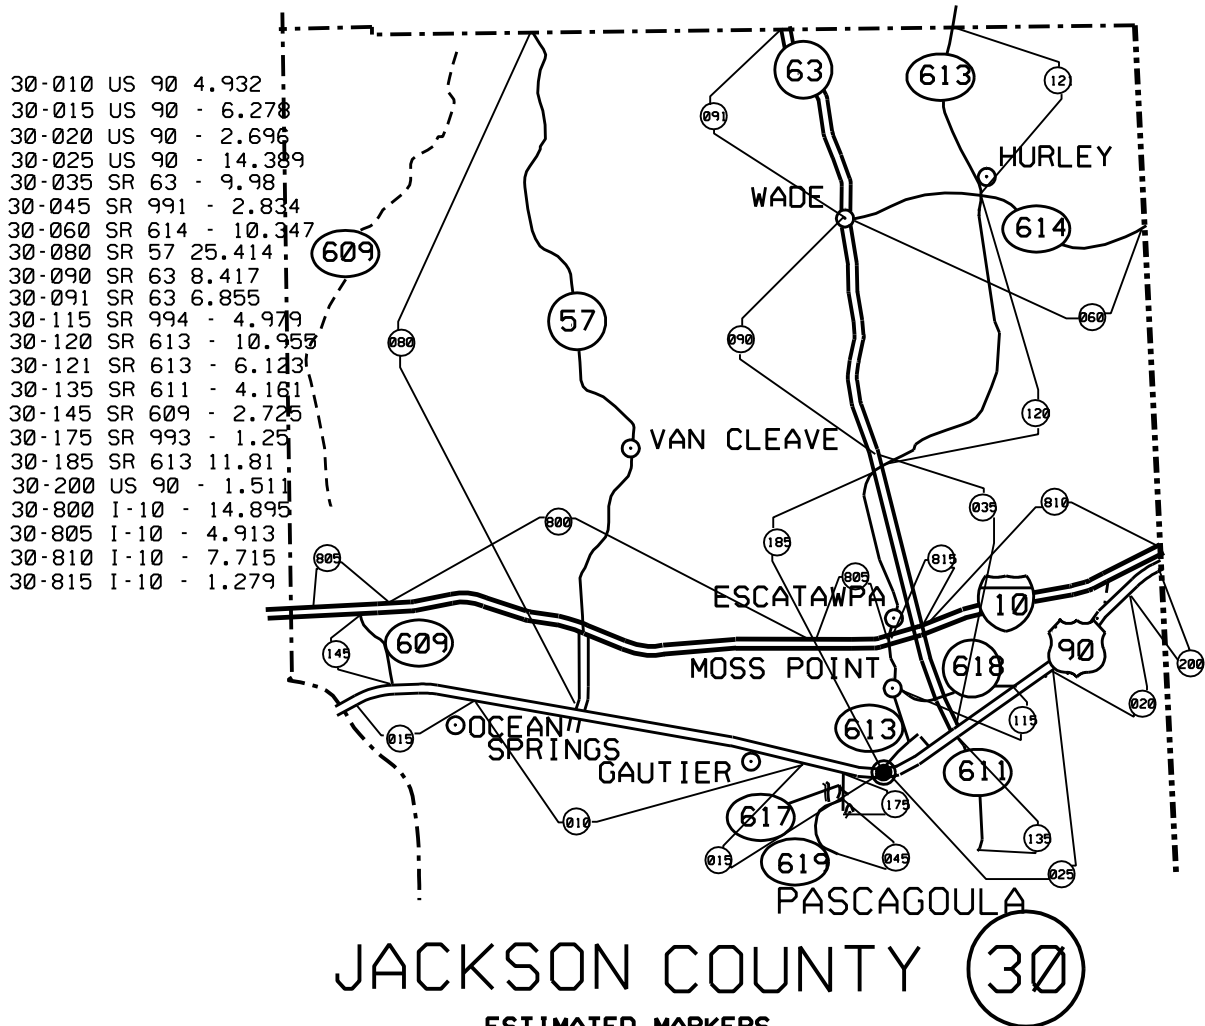 30-010 US 90 4.932
30-015 US 90 - 6.278
30-020 US 90 - 2.696
30-025 US 90 - 14.389
30-035 SR 63 - 9.98
30-045 SR 991 - 2.834
30-060 SR 614 - 10.347
30-080 SR 57 25.414
30-090 SR 63 8.417
30-091 SR 63 6.855
30-115 SR 994 - 4.979
30-120 SR 613 - 10.955
30-121 SR 613 - 6.123
30-135 SR 611 - 4.161
30-145 SR 609 - 2.725
30-175 SR 993 - 1.25
30-185 SR 613 11.81
30-200 US 90 - 1.511
30-800 I-10 - 14.895
30-805 I-10 - 4.913
30-810 I-10 - 7.715
30-815 I-10 - 1.279
63
613
121
091
HURLEY
WADE
614
609
57
060
080
090
120
VAN CLEAVE
035
810
800
185
815
805
805
ESCATAWPA
10
609
90
145
MOSS POINT
618
200
020
115
OCEAN
SPRINGS
015
613
GAUTIER
611
175
617
010
135
015
619
045
025
PASCAGOULA
JACKSON COUNTY
30
ESTIMATED MARKERS